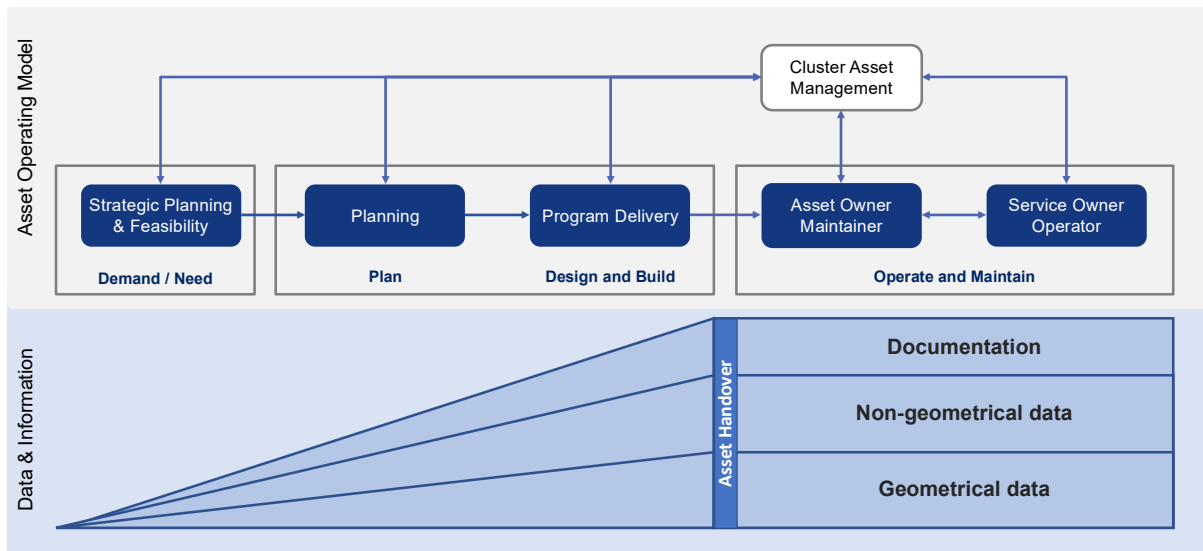 Asset Operating Model
Cluster Asset
Management
Strategic Planning
& Feasibility
Planning
Program Delivery
Asset Owner
Maintainer
Service Owner
Operator
Demand / Need
Plan
Design and Build
Operate and Maintain
Data & Information
Asset Handover
Documentation
Non-geometrical data
Geometrical data